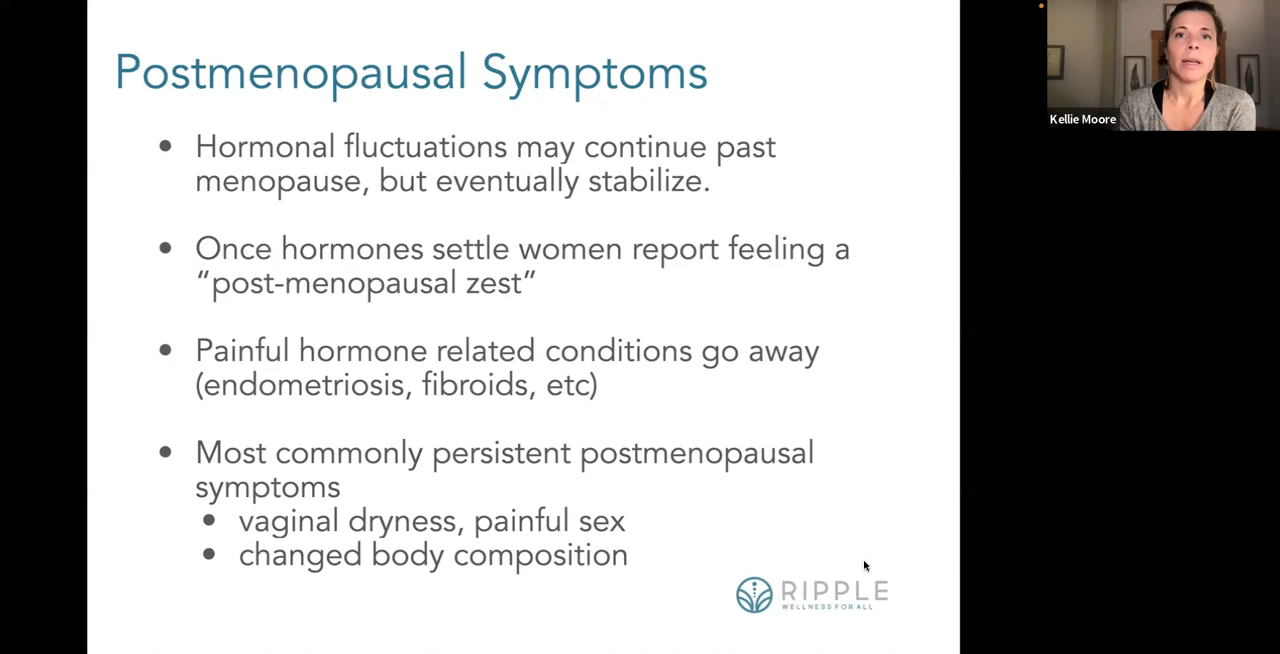 Postmenopausal Symptoms
• Hormonal fluctuations may continue past
menopause, but eventually stabilize.
• Once hormones settle women report feeling a
“post-menopausal zest”
• Painful hormone related conditions go away
(endometriosis, fibroids, etc)
• Most commonly persistent postmenopausal
symptoms
• vaginal dryness, painful sex
• changed body composition
RIPPLE
WELLNESS FOR ALL
Kellie Moore